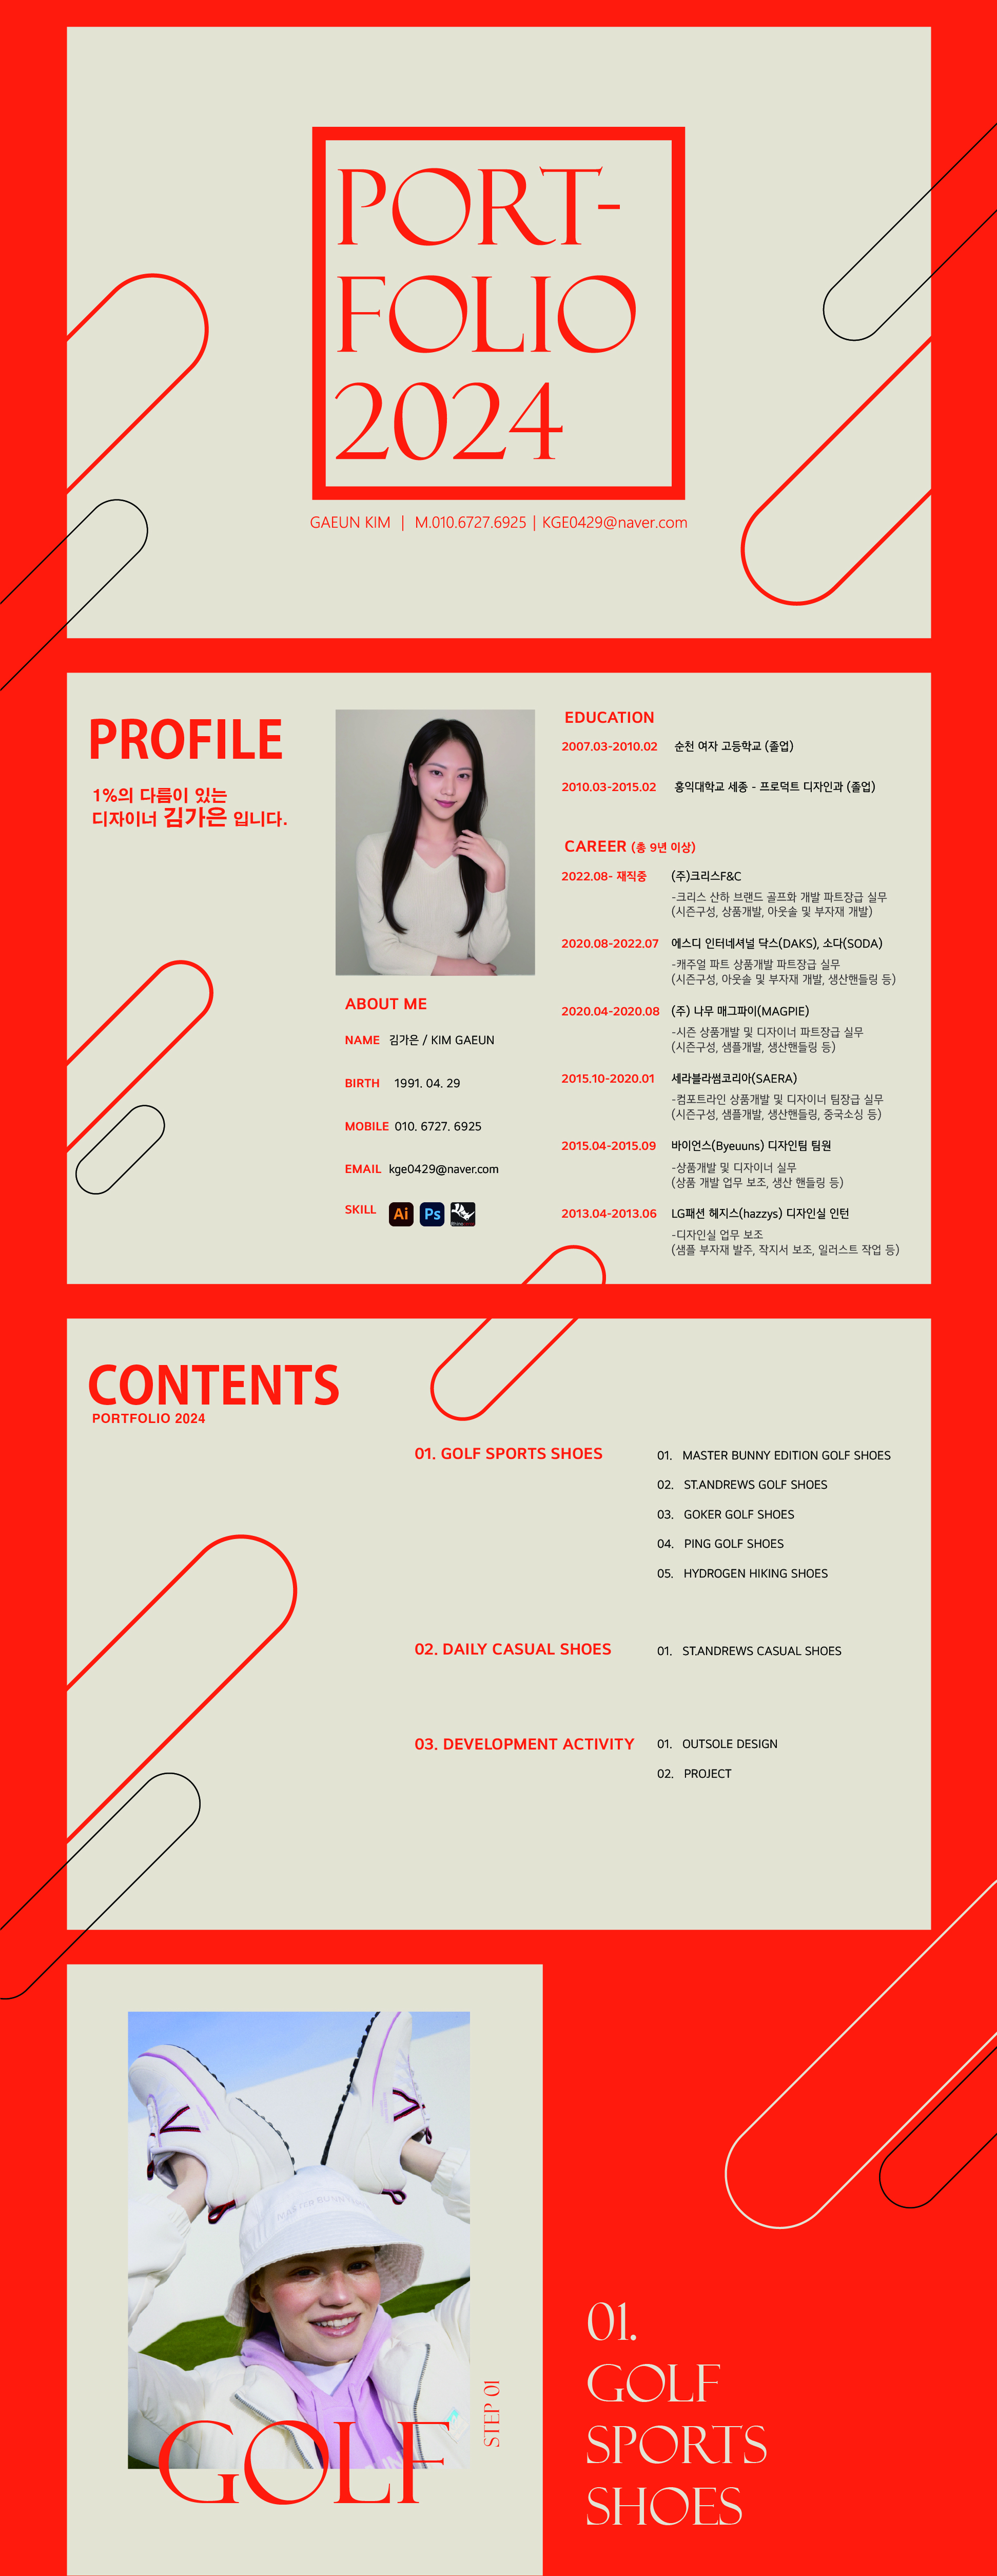 PORT-
FOLIO
2024
GAEUN KIM | M.010.6727.6925 | KGE0429@naver.com
PROFILE
1%의 다름이 있는
디자이너 김가은 입니다.
ABOUT ME
NAME 김가은 / KIM GAEUN
BIRTH 1991. 04. 29
MOBILE 010. 6727. 6925
EMAIL kge0429@naver.com
SKILL Ai Ps
EDUCATION
2007.03-2010.02 순천 여자 고등학교 (졸업)
2010.03-2015.02 홍익대학교 세종 - 프로덕트 디자인과 (졸업)
CAREER (총 9년 이상)
2022.08- 재직중 (주)크리스F&C
-크리스 산하 브랜드 골프화 개발 파트장급 실무
(시즌구성, 상품개발, 아웃솔 및 부자재 개발)
2020.08-2022.07 에스디 인터네셔널 닥스(DAKS), 소다(SODA)
-캐주얼 파트 상품개발 파트장급 실무
(시즌구성, 아웃솔 및 부자재 개발, 생산핸들링 등)
2020.04-2020.08 (주) 나무 매그파이(MAGPIE)
-시즌 상품개발 및 디자이너 파트장급 실무
(시즌구성, 샘플개발, 생산핸들링 등)
2015.10-2020.01 세라블라썸코리아(SAERA)
-컴포트라인 상품개발 및 디자이너 팀장급 실무
(시즌구성, 샘플개발, 생산핸들링, 중국소싱 등)
2015.04-2015.09 바이언스(Byeuuns) 디자인팀 팀원
-상품개발 및 디자이너 실무
(상품 개발 업무 보조, 생산 핸들링 등)
2013.04-2013.06 LG패션 헤지스(hazzys) 디자인실 인턴
-디자인실 업무 보조
(샘플 부자재 발주, 작지서 보조, 일러스트 작업 등)
CONTENTS
PORTFOLIO 2024
01. GOLF SPORTS SHOES
01. MASTER BUNNY EDITION GOLF SHOES
02. ST.ANDREWS GOLF SHOES
03. GOKER GOLF SHOES
04. PING GOLF SHOES
05. HYDROGEN HIKING SHOES
02. DAILY CASUAL SHOES
01. ST.ANDREWS CASUAL SHOES
03. DEVELOPMENT ACTIVITY
01. OUTSOLE DESIGN
02. PROJECT
GOLF
STEP 01
01.
GOLF
SPORTS
SHOES